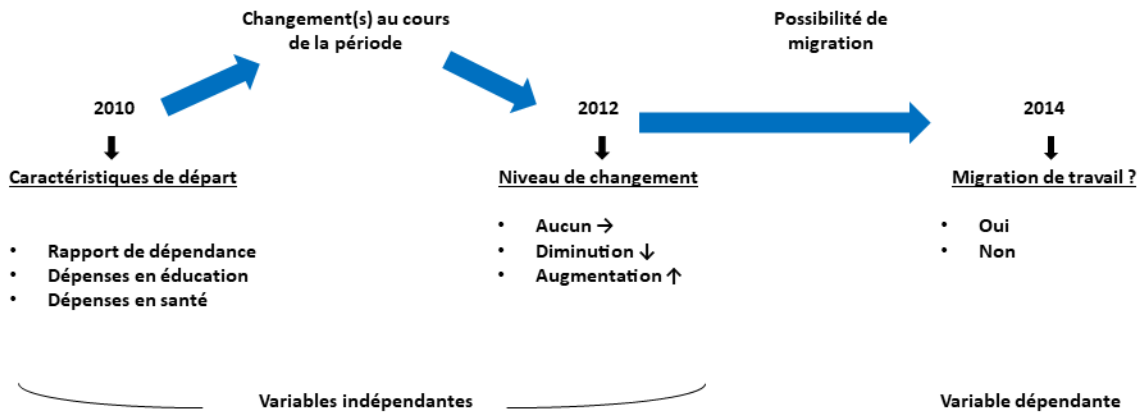 Changement(s) au cours
de la période
Possibilité de
migration
2010
2012
2014
Caractéristiques de départ
Niveau de changement
Migration de travail ?
• Rapport de dépendance
• Dépenses en éducation
• Dépenses en santé
• Aucun →
• Diminution ↓
• Augmentation ↑
• Oui
• Non
Variables indépendantes
Variable dépendante